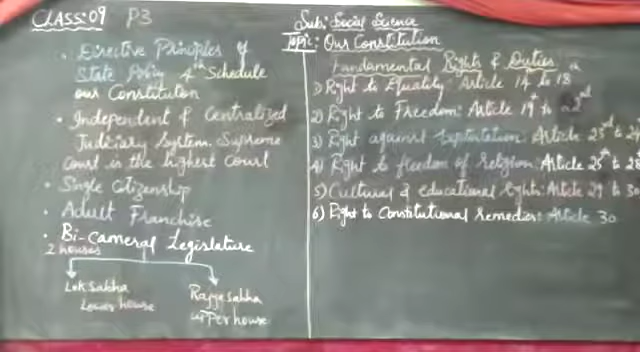 CLASS: 09 P3
Sub: Social Science
Topic: Our Constitution
• Directive Principles of
State Policy 4th Schedule
our Constitution
• Independent & Centralized
Judiciary System. Supreme
Court is the highest Court
• Single Citizenship
• Adult Franchise
• Bi-Cameral Legislature
2 houses
Lok sabha
Lower house
Rajya sabha
upper house
Fundamental Rights & Duties
1) Right to Equality: Article 14 to 18
2) Right to Freedom: Article 19 to
3) Right against Article 23rd to
4) Right to freedom of religion: Article 25th to 28
5) Cultural & educational rights: Article 29 to
6) Right to Constitutional Remedies: Article 30